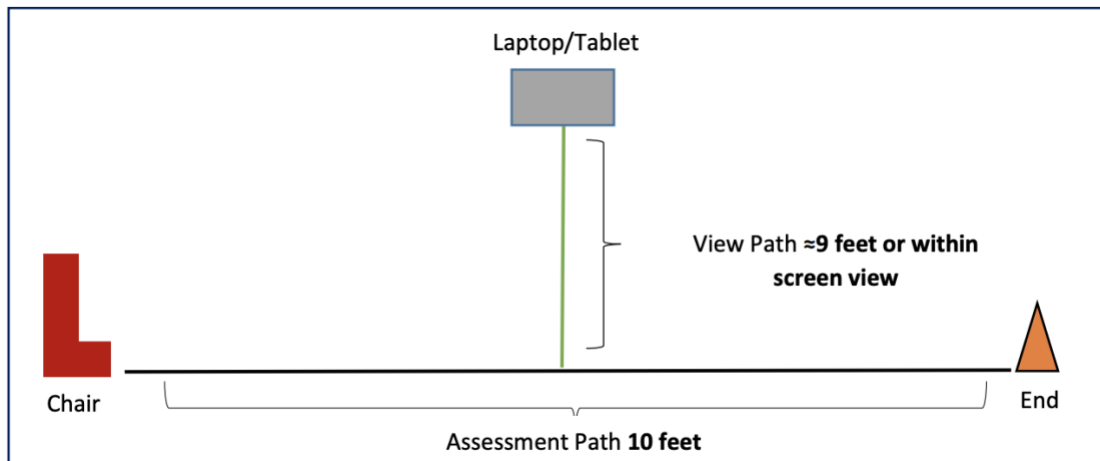 Laptop/Tablet
View Path ≈9 feet or within
screen view
Chair
End
Assessment Path 10 feet